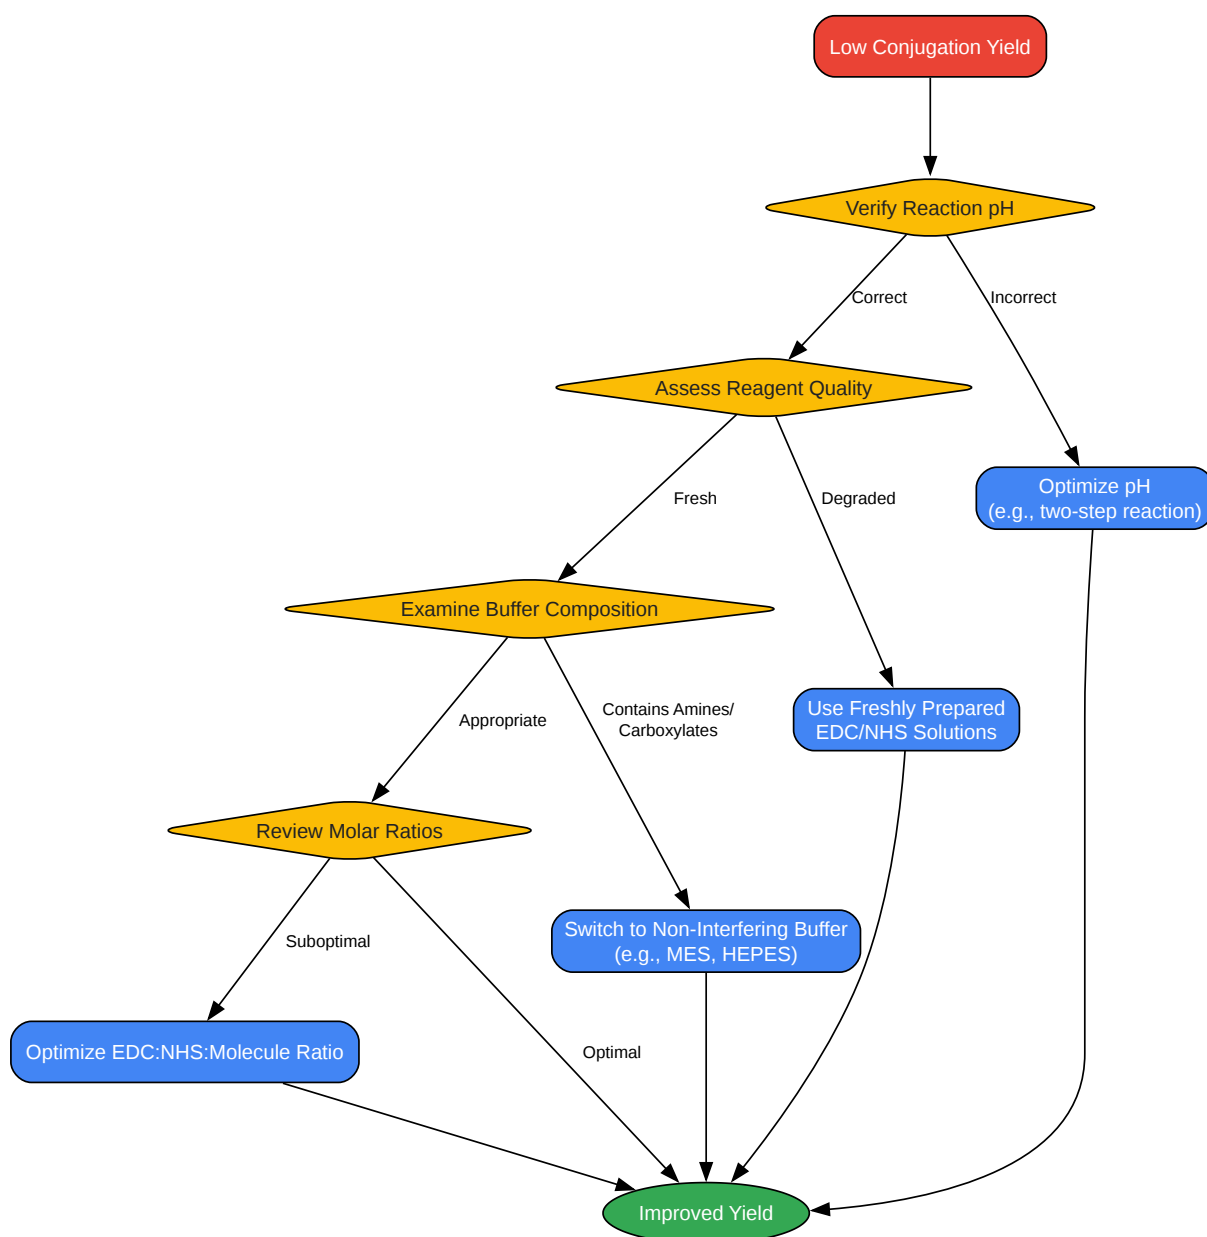 Low Conjugation Yield
Verify Reaction pH
Correct
Incorrect
Assess Reagent Quality
Fresh
Degraded
Optimize pH
(e.g., two-step reaction)
Examine Buffer Composition
Appropriate
Contains Amines/
Carboxylates
Use Freshly Prepared
EDC/NHS Solutions
Review Molar Ratios
Suboptimal
Optimal
Switch to Non-Interfering Buffer
(e.g., MES, HEPES)
Optimize EDC:NHS:Molecule Ratio
Improved Yield